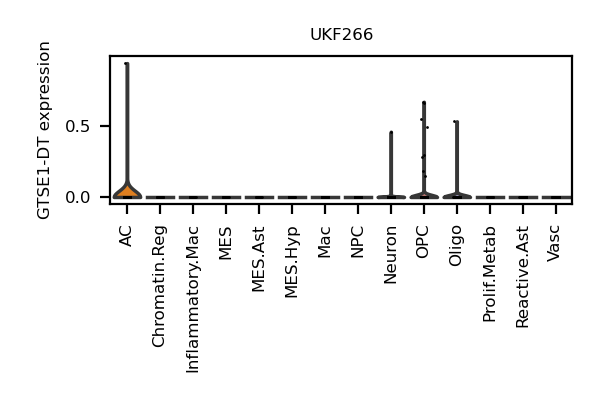 UKF266
GTSE1-DT expression
0.5
0.0
AC
Chromatin.Reg
Inflammatory.Mac
MES
MES.Ast
MES.Hyp
Mac
NPC
Neuron
OPC
Oligo
Prolif.Metab
Reactive.Ast
Vasc